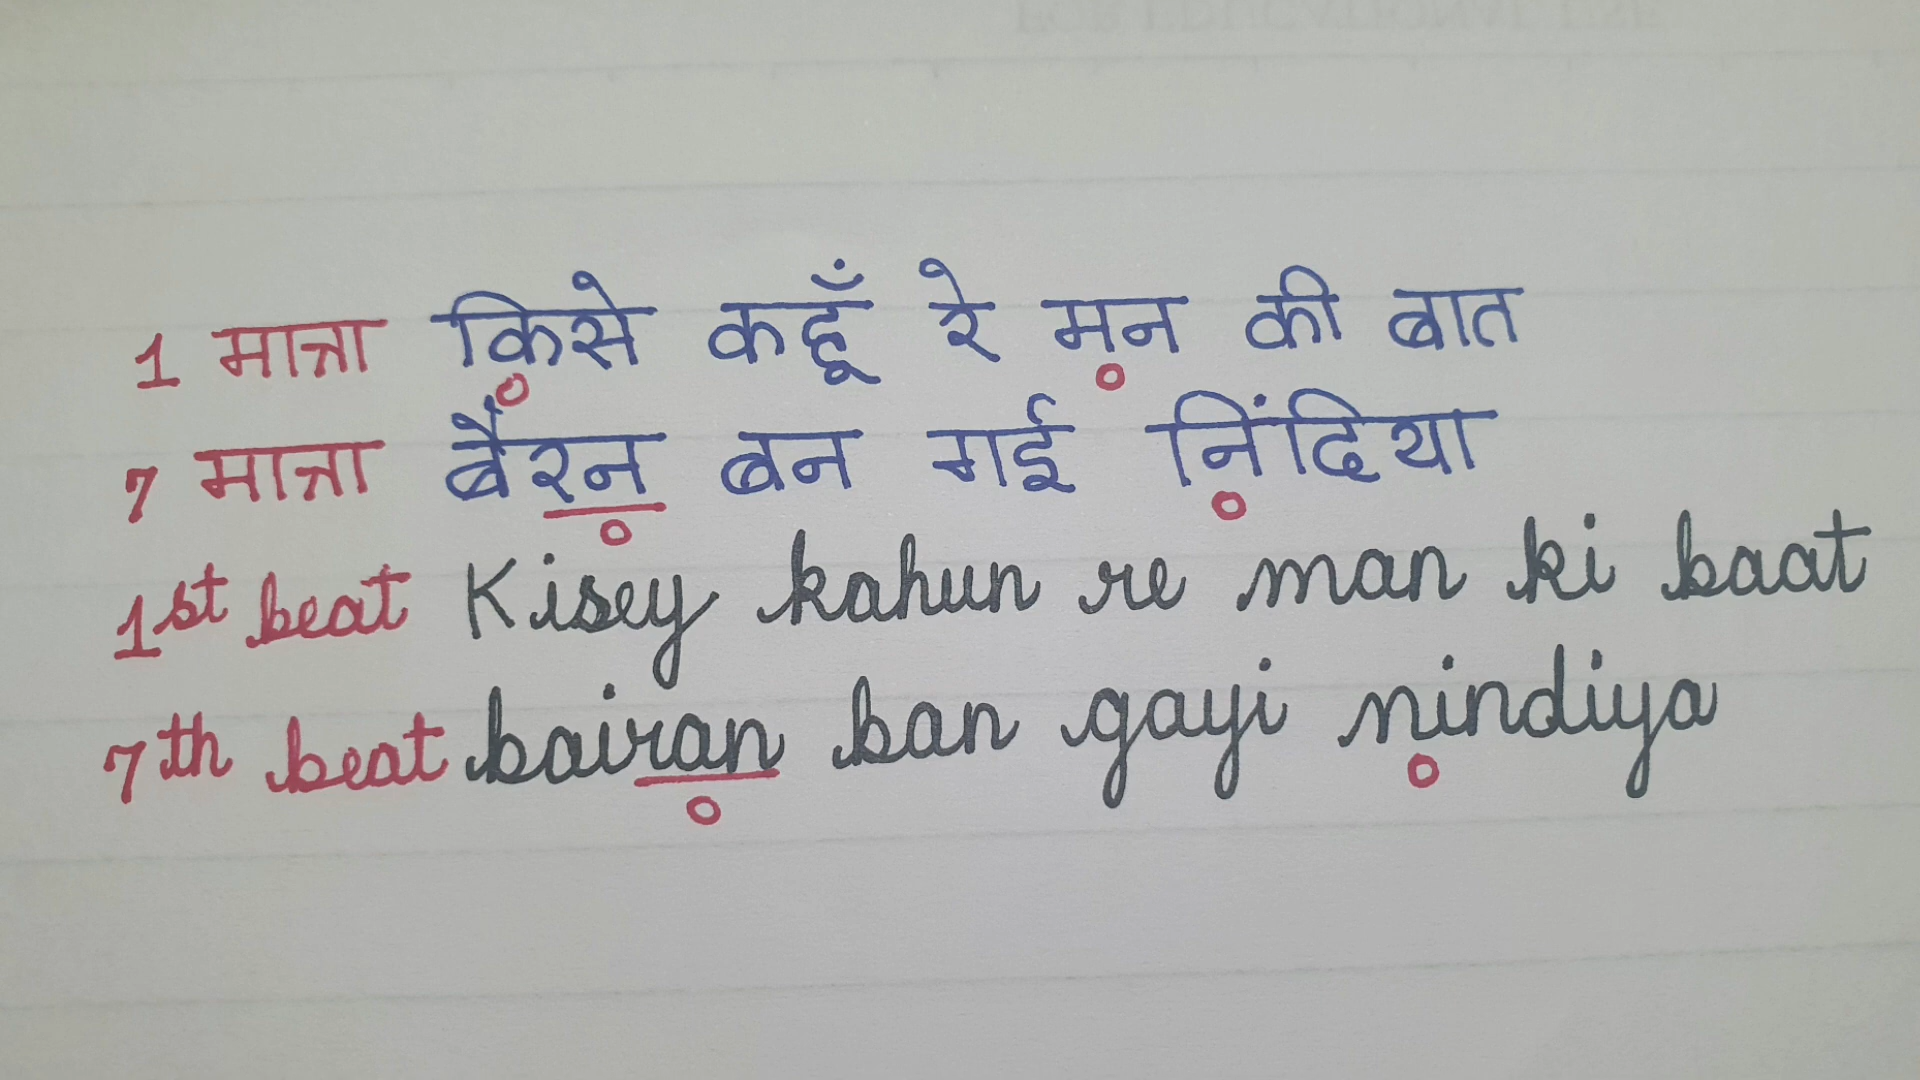 1 मात्रा किसे कहूँ रे मन की बात
7 मात्रा बैरन बन गई निंदिया
1st beat Kisey kahun re man ki baat
7th beat bairan ban gayi nindiya